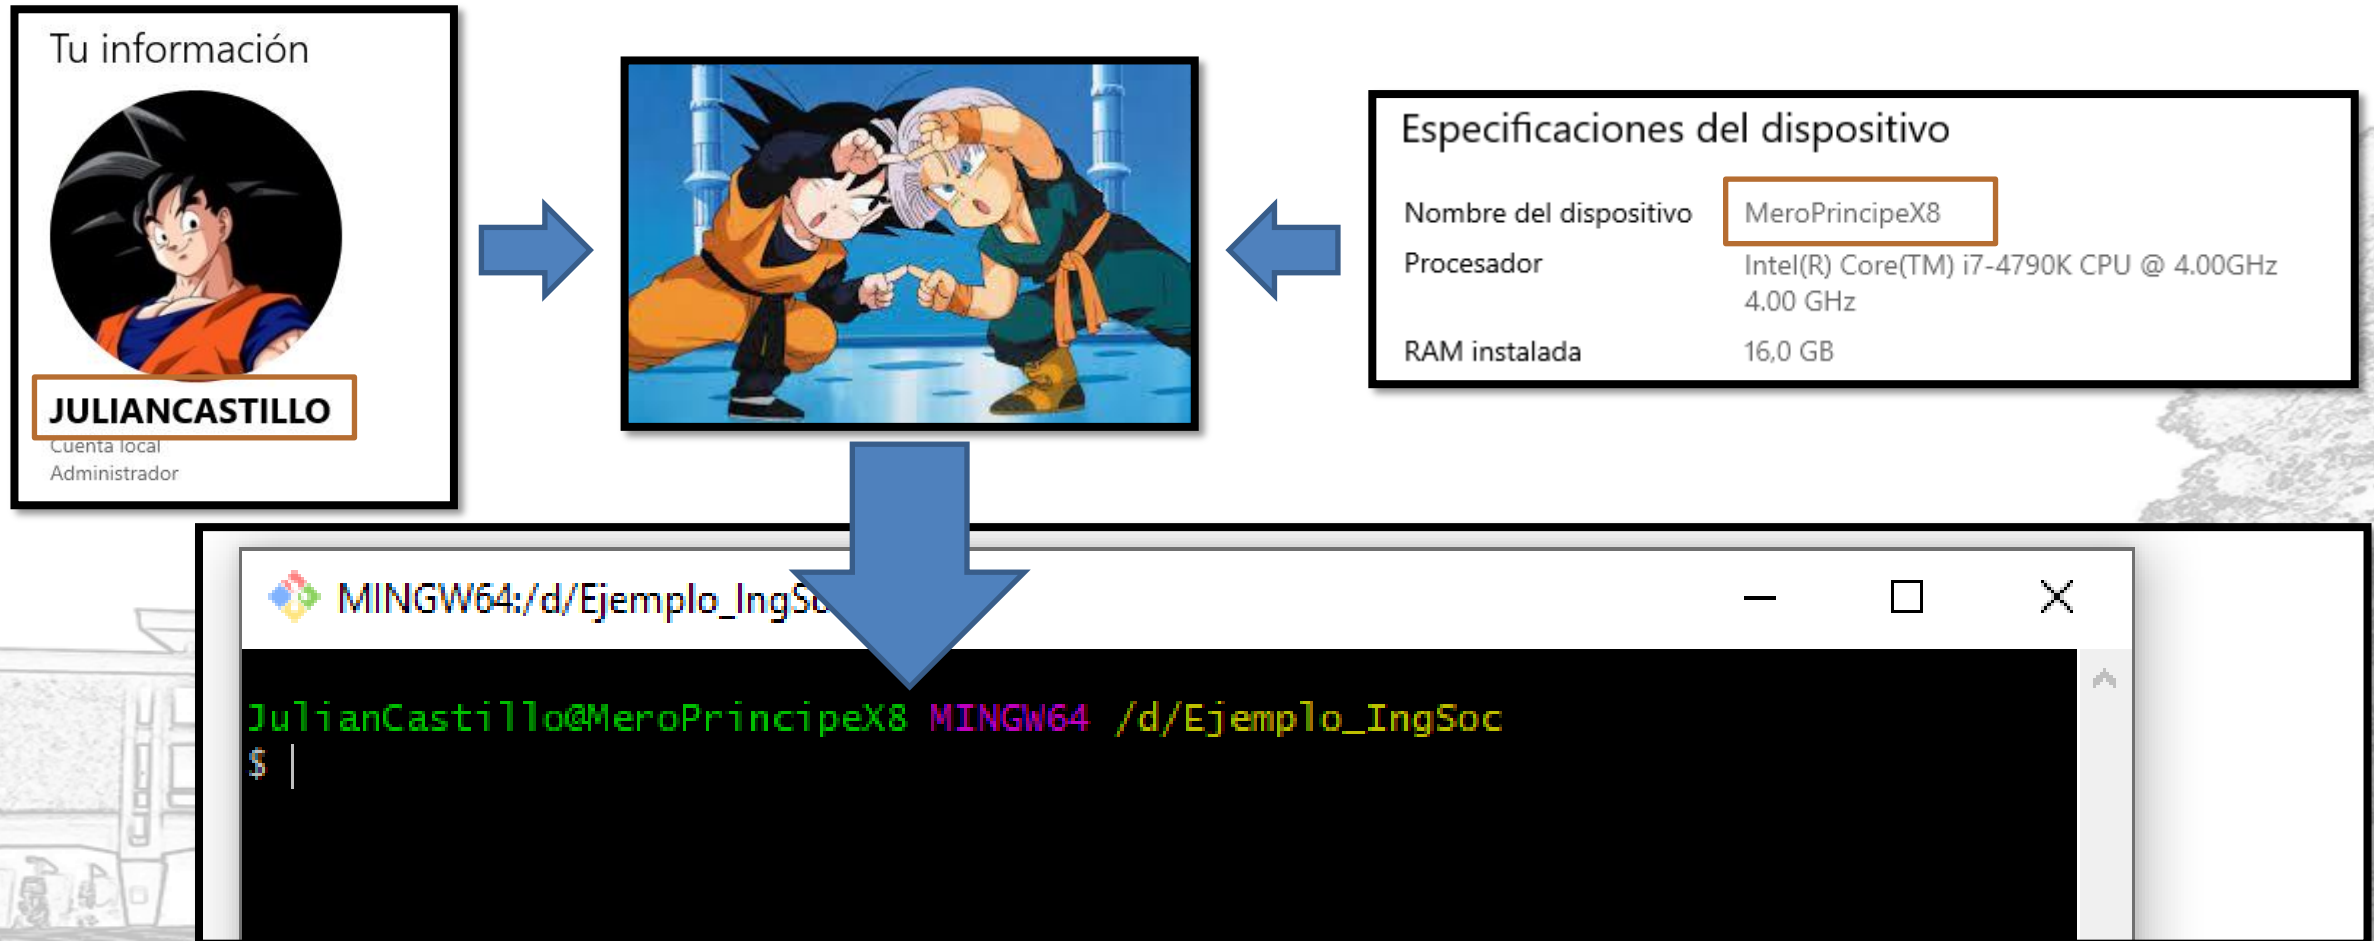 Tu información
JULIANCASTILLO
Cuenta local
Administrador
Especificaciones del dispositivo
Nombre del dispositivo MeroPrincipeX8
Procesador Intel(R) Core(TM) i7-4790K CPU @ 4.00GHz
4.00 GHz
RAM instalada 16,0 GB
MINGW64:/d/Ejemplo_IngSo
JulianCastillo@MeroPrincipeX8 MINGW64 /d/Ejemplo_IngSoc
$